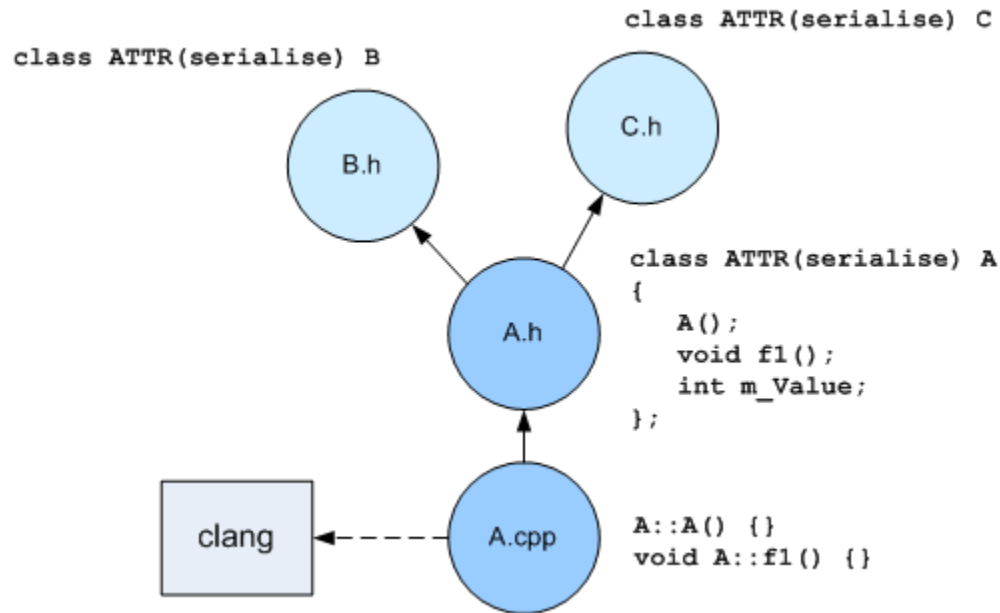 class ATTR(serialise) C
class ATTR(serialise) B
C.h
B.h
class ATTR(serialise) A
{
A();
void f1();
int m_Value;
};
A.h
clang
A.cpp
A::A() {}
void A::f1() {}